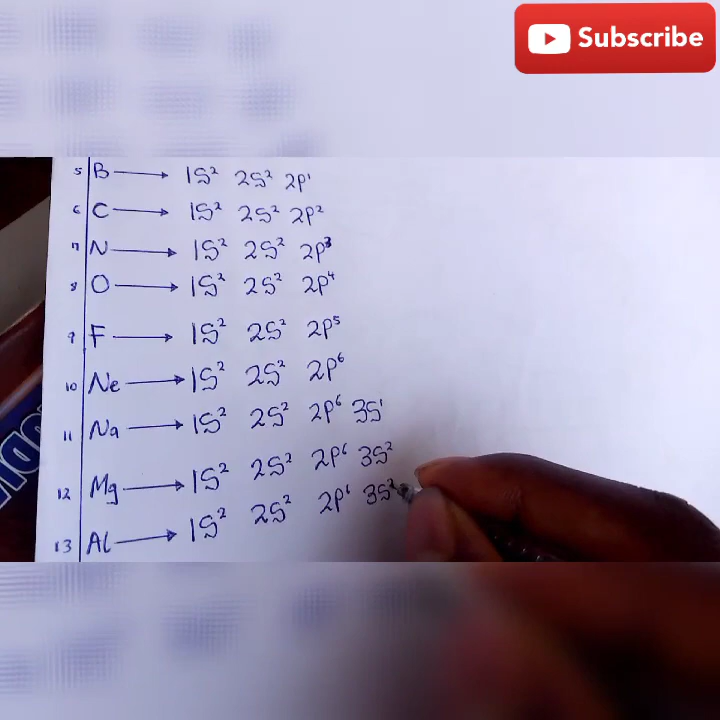 Subscribe
5 B → 1S² 2S² 2P¹
6 C → 1S² 2S² 2P²
7 N → 1S² 2S² 2P³
8 O → 1S² 2S² 2P⁴
9 F → 1S² 2S² 2P⁵
10 Ne → 1S² 2S² 2P⁶
11 Na → 1S² 2S² 2P⁶ 3S¹
12 Mg → 1S² 2S² 2P⁶ 3S²
13 Al → 1S² 2S² 2P⁶ 3S²